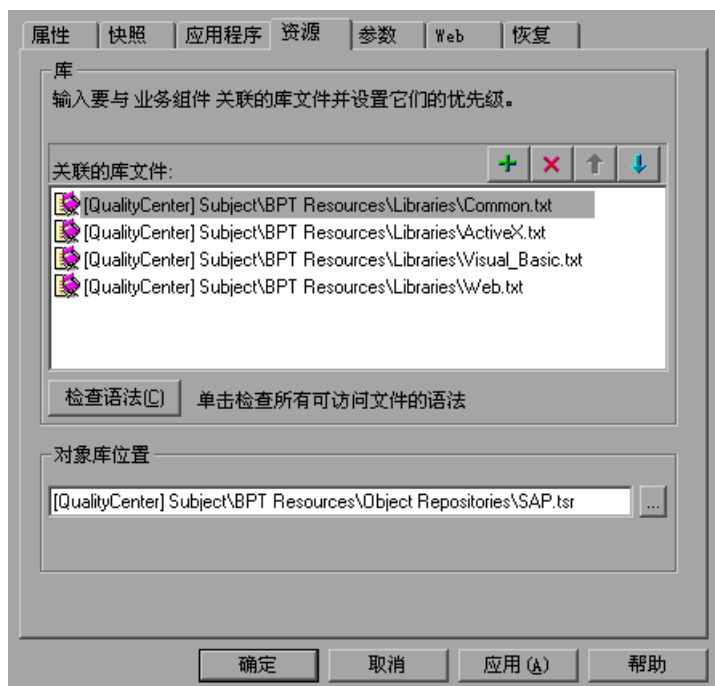 属性 快照 应用程序 资源 参数 Web 恢复
库
输入要与 业务组件 关联的库文件并设置它们的优先级。
关联的库文件:
[QualityCenter] Subject\BPT Resources\Libraries\Common.txt
[QualityCenter] Subject\BPT Resources\Libraries\ActiveX.txt
[QualityCenter] Subject\BPT Resources\Libraries\Visual_Basic.txt
[QualityCenter] Subject\BPT Resources\Libraries\Web.txt
检查语法(C) 单击检查所有可访问文件的语法
对象库位置
[QualityCenter] Subject\BPT Resources\Object Repositories\SAP.tsr ...
确定 取消 应用(A) 帮助